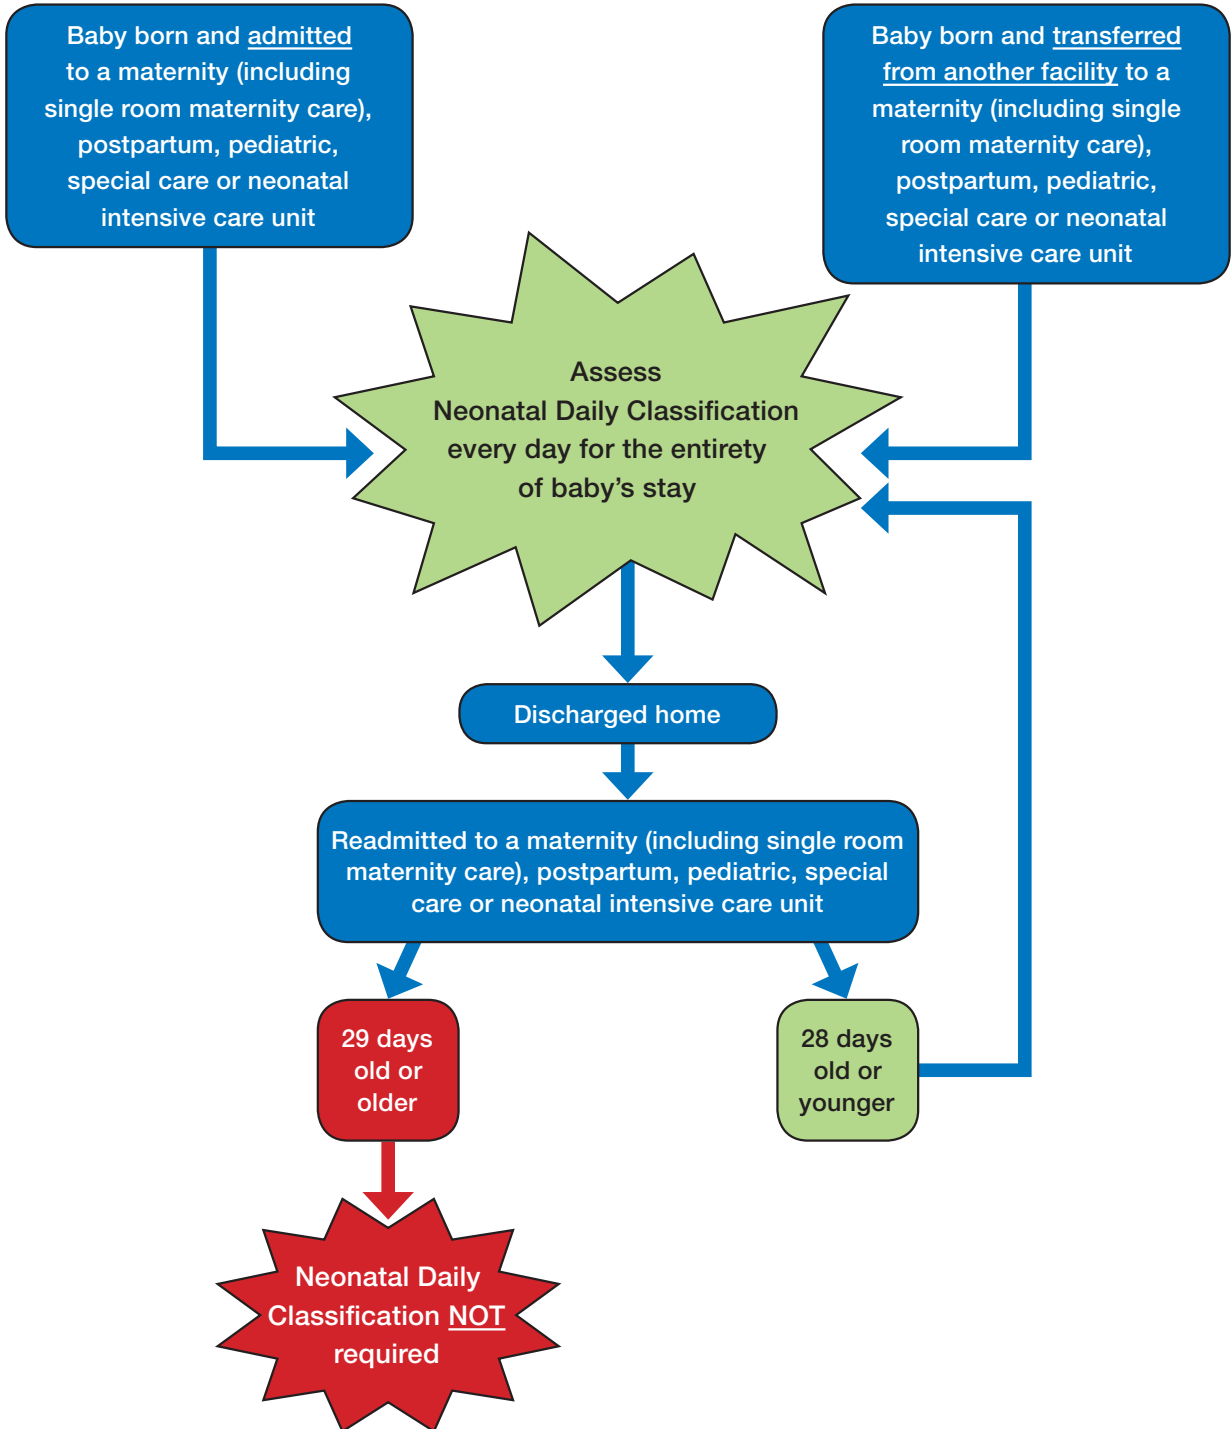 Baby born and admitted
to a maternity (including
single room maternity care),
postpartum, pediatric,
special care or neonatal
intensive care unit
Baby born and transferred
from another facility to a
maternity (including single
room maternity care),
postpartum, pediatric,
special care or neonatal
intensive care unit
Assess
Neonatal Daily Classification
every day for the entirety
of baby’s stay
Discharged home
Readmitted to a maternity (including single room
maternity care), postpartum, pediatric, special
care or neonatal intensive care unit
29 days
old or
older
28 days
old or
younger
Neonatal Daily
Classification NOT
required